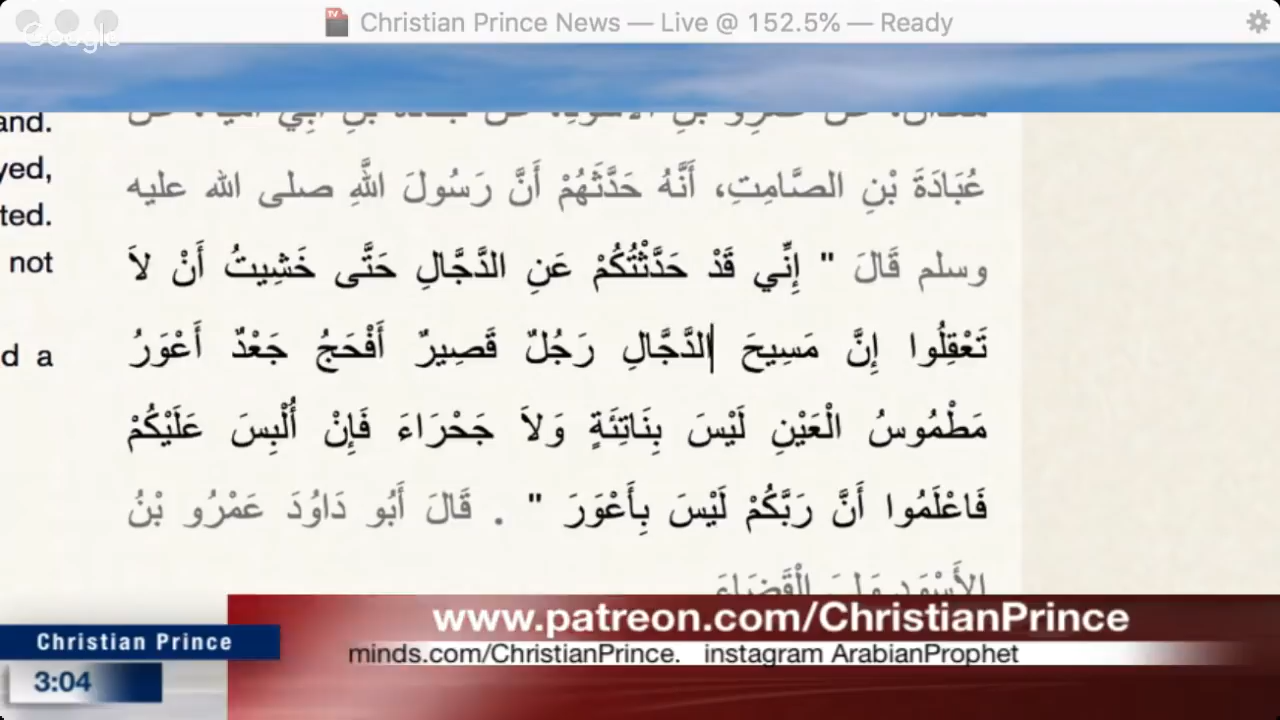 Christian Prince News — Live @ 152.5% — Ready
Google
and.
yed,
ted.
not
d a
عُبَادَةَ بْنِ الصَّامِتِ، أَنَّهُ حَدَّثَهُمْ أَنَّ رَسُولَ اللَّهِ صلى الله عليه
وسلم قَالَ " إِنِّي قَدْ حَدَّثْتُكُمْ عَنِ الدَّجَّالِ حَتَّى خَشِيتُ أَنْ لاَ
تَعْقِلُوا إِنَّ مَسِيحَ الدَّجَّالِ رَجُلٌ قَصِيرٌ أَفْحَجُ جَعْدٌ أَعْوَرُ
مَطْمُوسُ الْعَيْنِ لَيْسَ بِنَاتِئَةٍ وَلاَ جَحْرَاءَ فَإِنْ أُلْبِسَ عَلَيْكُمْ
فَاعْلَمُوا أَنَّ رَبَّكُمْ لَيْسَ بِأَعْوَرَ " . قَالَ أَبُو دَاوُدَ عَمْرُو بْنُ
www.patreon.com/ChristianPrince
Christian Prince
minds.com/ChristianPrince. instagram ArabianProphet
3:04